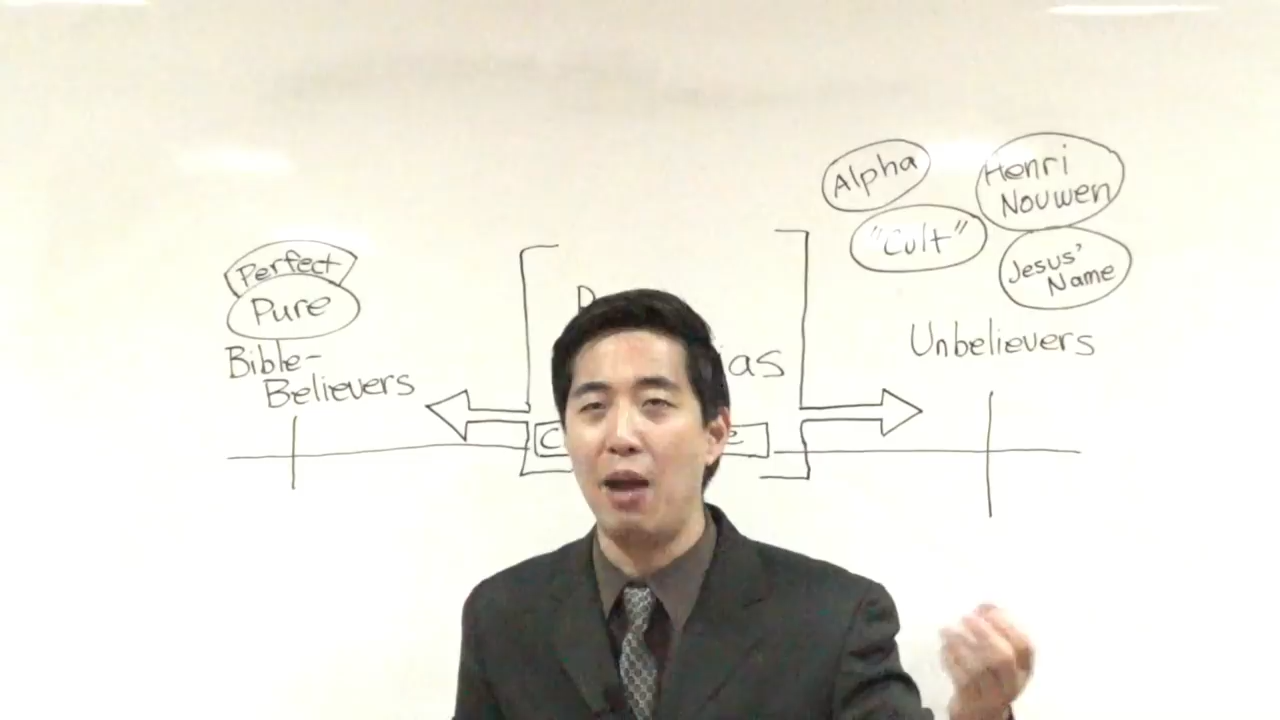 Perfect
Pure
Bible-
Believers
Alpha
Henri
Nouwen
"Cult"
Jesus'
Name
Unbelievers